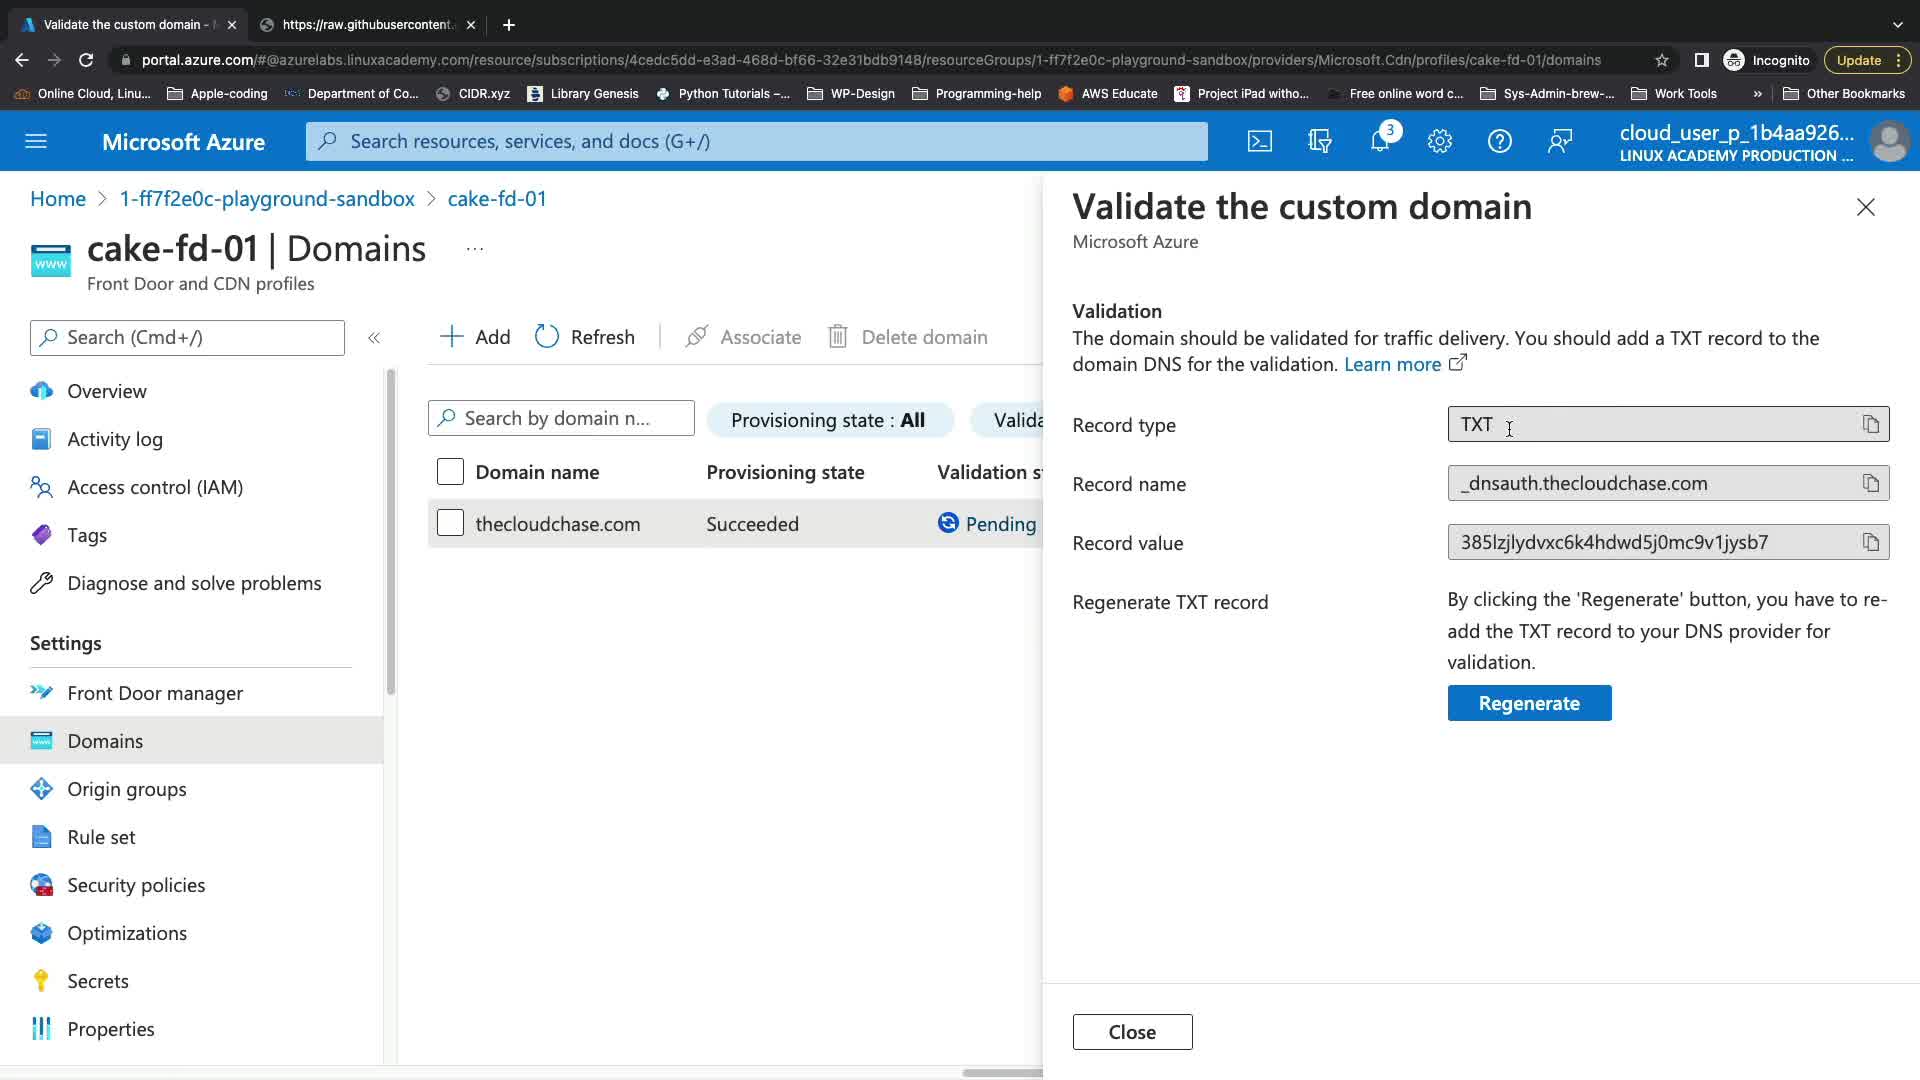 Validate the custom domain -
https://raw.githubusercontent.
portal.azure.com/#@azurelabs.linuxacademy.com/resource/subscriptions/4cedc5dd-e3ad-468d-bf66-32e31bdb9148/resourceGroups/1-ff7f2e0c-playground-sandbox/providers/Microsoft.Cdn/profiles/cake-fd-01/domains
Incognito
Update
Online Cloud, Linu...
Apple-coding
Department of Co...
CIDR.xyz
Library Genesis
Python Tutorials –...
WP-Design
Programming-help
AWS Educate
Project iPad witho...
Free online word c...
Sys-Admin-brew-...
Work Tools
»
Other Bookmarks
Microsoft Azure
Search resources, services, and docs (G+/)
3
cloud_user_p_1b4aa926...
LINUX ACADEMY PRODUCTION ...
Home > 1-ff7f2e0c-playground-sandbox > cake-fd-01
cake-fd-01 | Domains ...
Front Door and CDN profiles
Search (Cmd+/)
Overview
Activity log
Access control (IAM)
Tags
Diagnose and solve problems
Settings
Front Door manager
Domains
Origin groups
Rule set
Security policies
Optimizations
Secrets
Properties
Add
Refresh
Associate
Delete domain
Search by domain n...
Provisioning state : All
Valida
Domain name
Provisioning state
Validation s
thecloudchase.com
Succeeded
Pending
Validate the custom domain
Microsoft Azure
Validation
The domain should be validated for traffic delivery. You should add a TXT record to the
domain DNS for the validation. Learn more
Record type
TXT
Record name
_dnsauth.thecloudchase.com
Record value
385lzjlydvxc6k4hdwd5j0mc9v1jysb7
Regenerate TXT record
By clicking the 'Regenerate' button, you have to re-
add the TXT record to your DNS provider for
validation.
Regenerate
Close